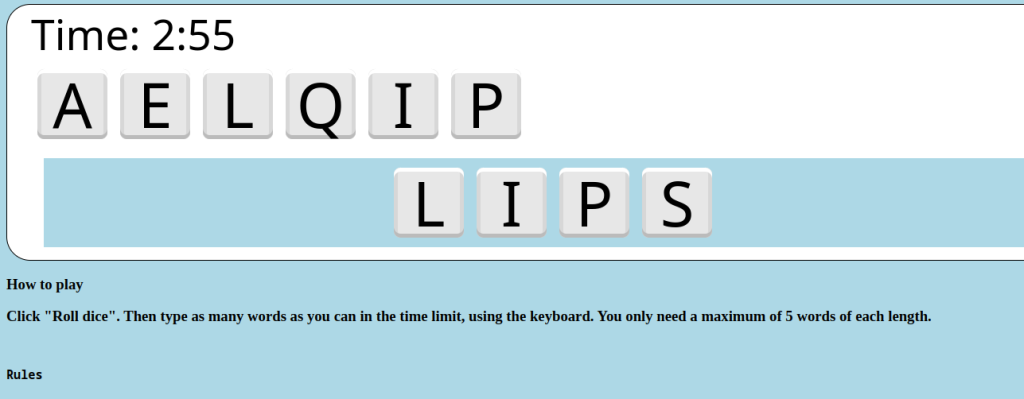 Time: 2:55
A E L Q I P
L I P S
How to play
Click "Roll dice". Then type as many words as you can in the time limit, using the keyboard. You only need a maximum of 5 words of each length.
Rules